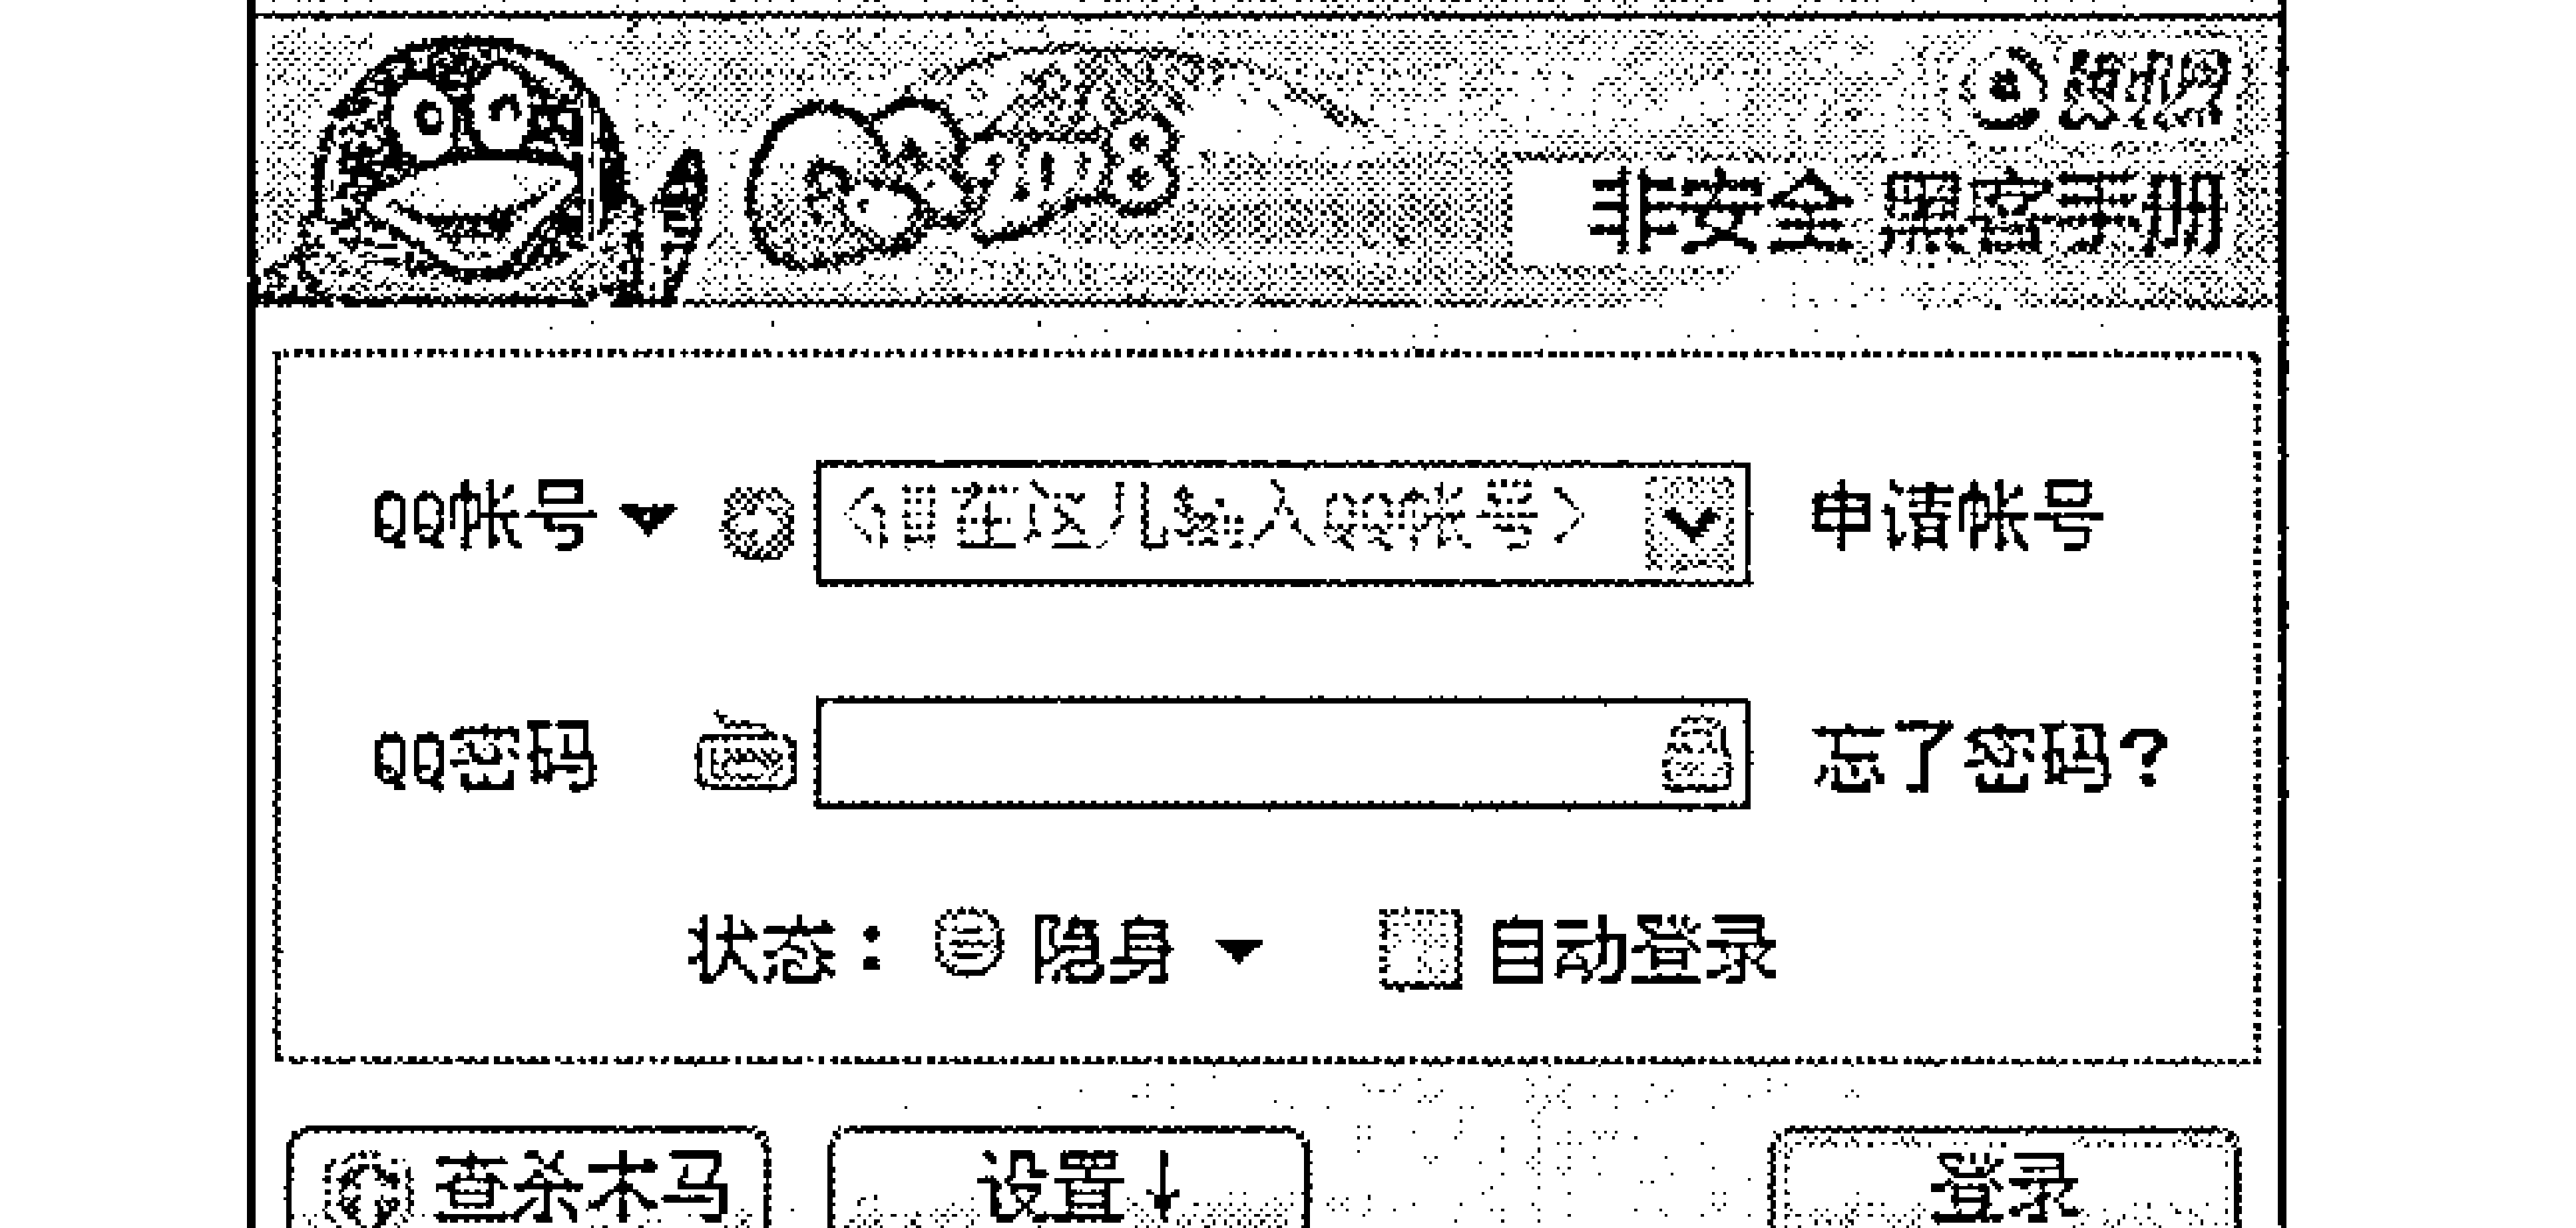 QQ2008
非安全 黑客手册
QQ帐号 <请在这儿输入QQ帐号> 申请帐号
QQ密码 忘了密码?
状态: 隐身 自动登录
查杀木马 设置↓ 登录